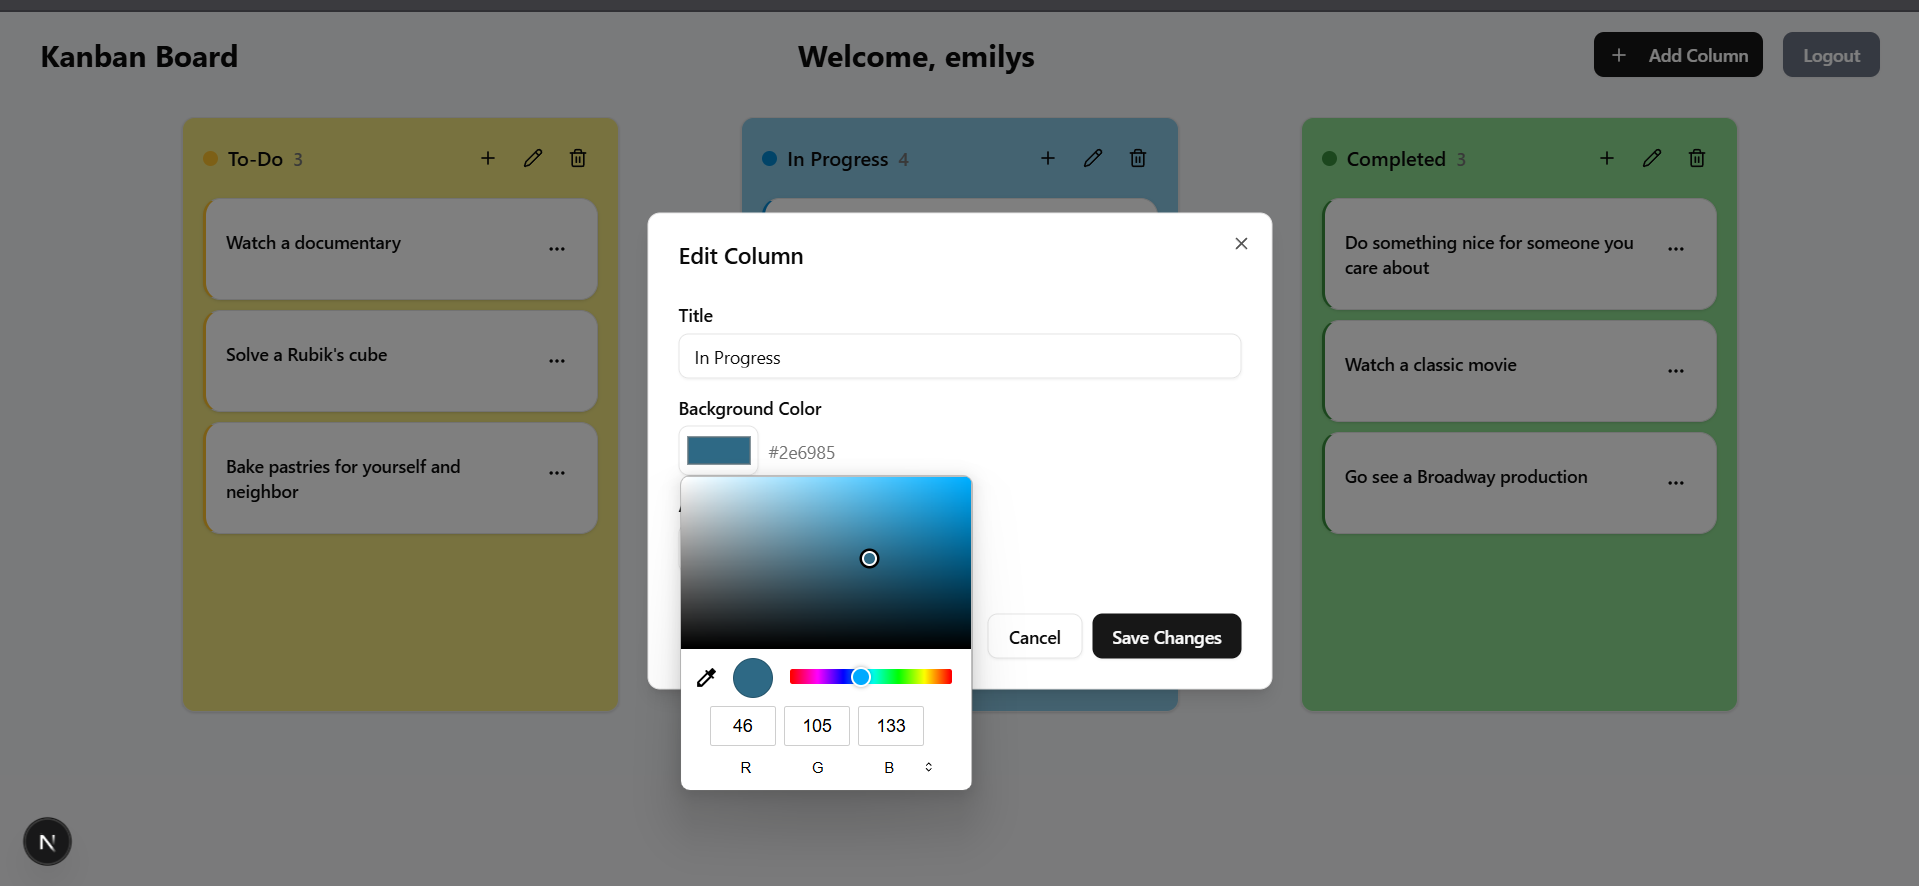 Kanban Board
Welcome, emilys
Add Column
Logout
To-Do 3
Watch a documentary
Solve a Rubik's cube
Bake pastries for yourself and
neighbor
In Progress 4
Completed 3
Do something nice for someone you
care about
Watch a classic movie
Go see a Broadway production
Edit Column
Title
In Progress
Background Color
#2e6985
46 105 133
R G B
Cancel
Save Changes
N